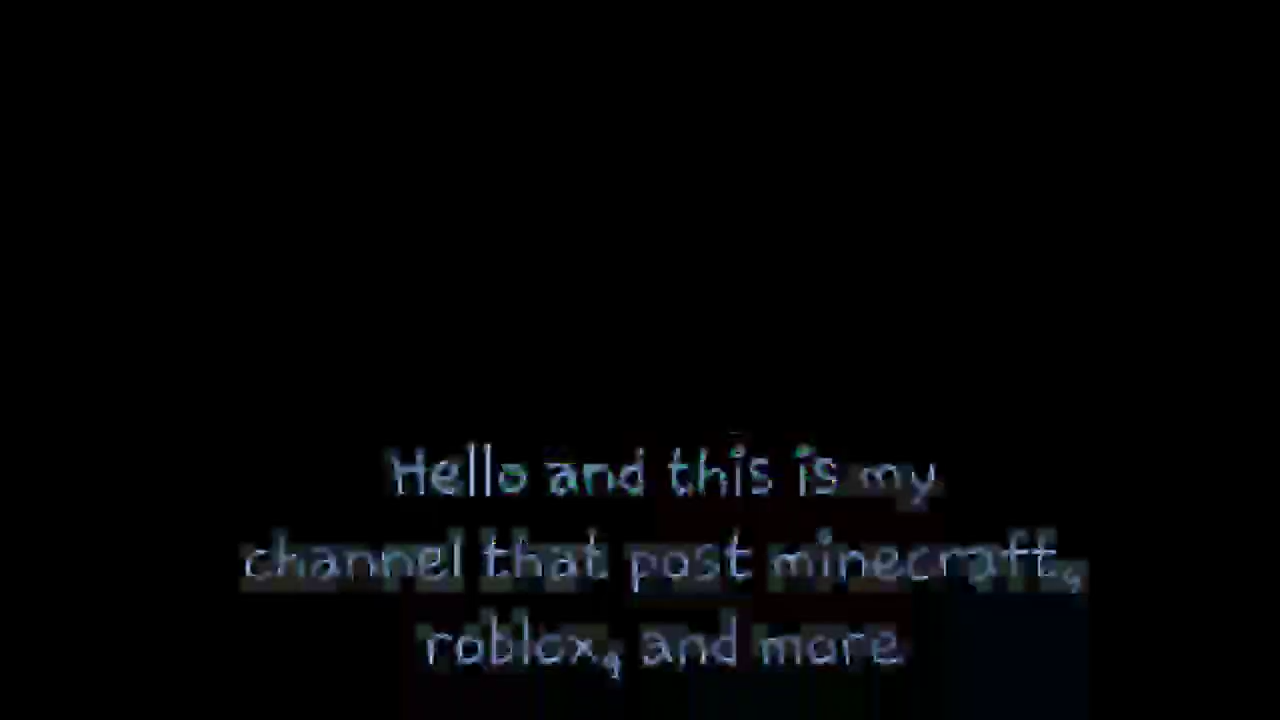 Hello and this is my
channel that post minecraft,
roblox, and more